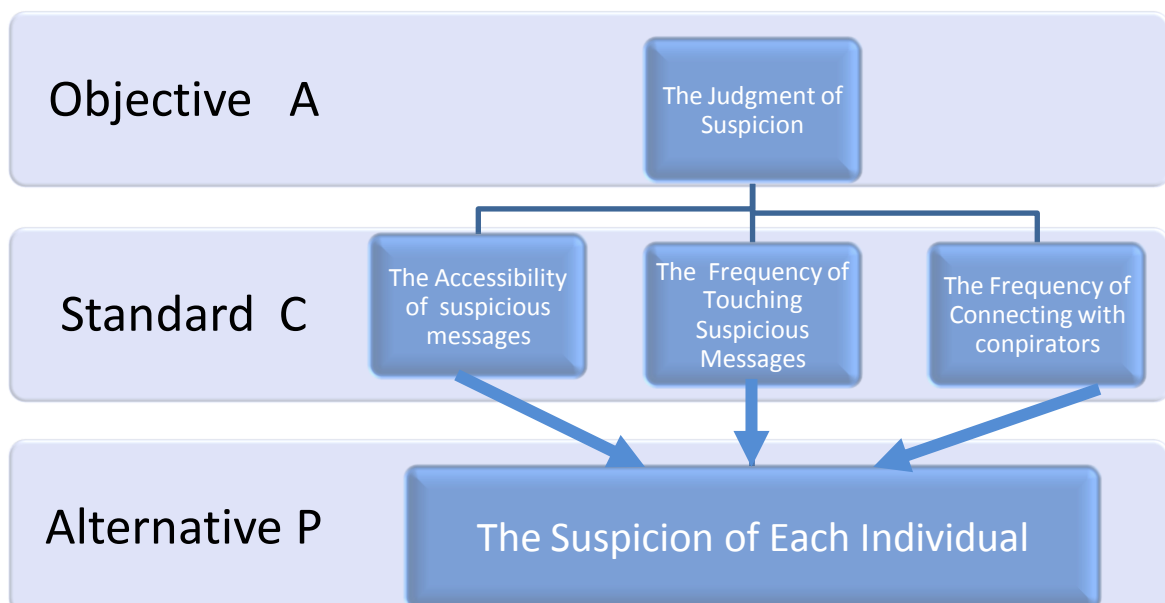 Objective A
The Judgment of
Suspicion
Standard C
The Accessibility
of suspicious
messages
The Frequency of
Touching
Suspicious
Messages
The Frequency of
Connecting with
conpirators
Alternative P
The Suspicion of Each Individual